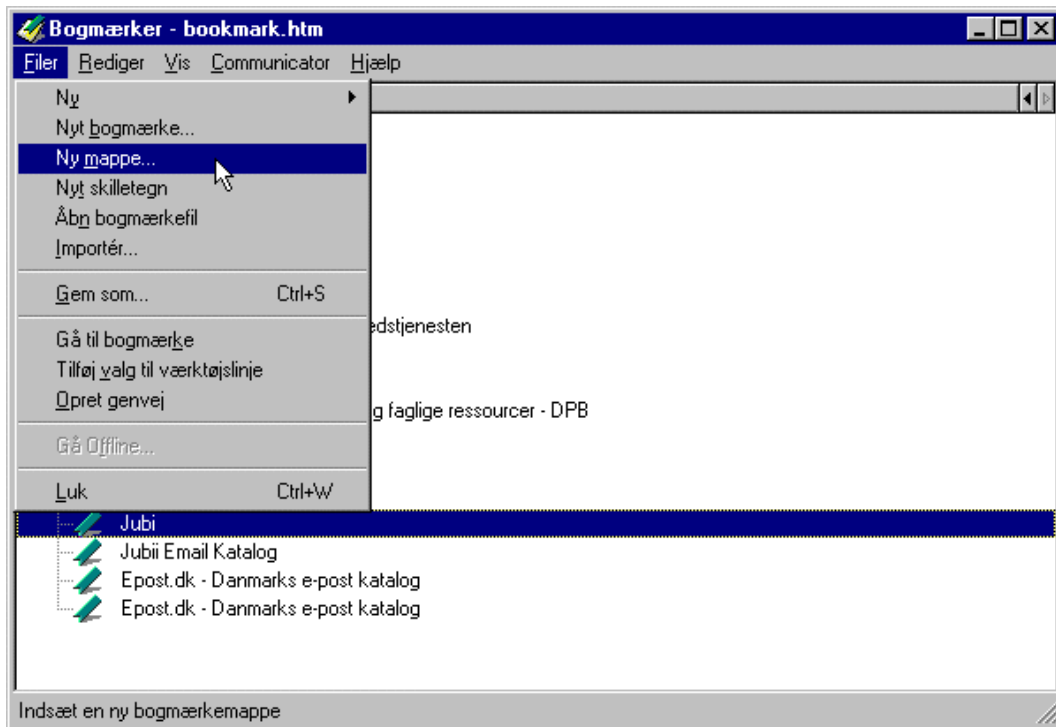 Bogmærker - bookmark.htm
Filer Rediger Vis Communicator Hjælp
Ny
Nyt bogmærke...
Ny mappe...
Nyt skilletegn
Åbn bogmærkefil
Importér...
Gem som... Ctrl+S
edstjenesten
Gå til bogmærke
Tilføj valg til værktøjslinje
Opret genvej
g faglige ressourcer - DPB
Gå Offline...
Luk Ctrl+W
Jubi
Jubii Email Katalog
Epost.dk - Danmarks e-post katalog
Epost.dk - Danmarks e-post katalog
Indsæt en ny bogmærkemappe